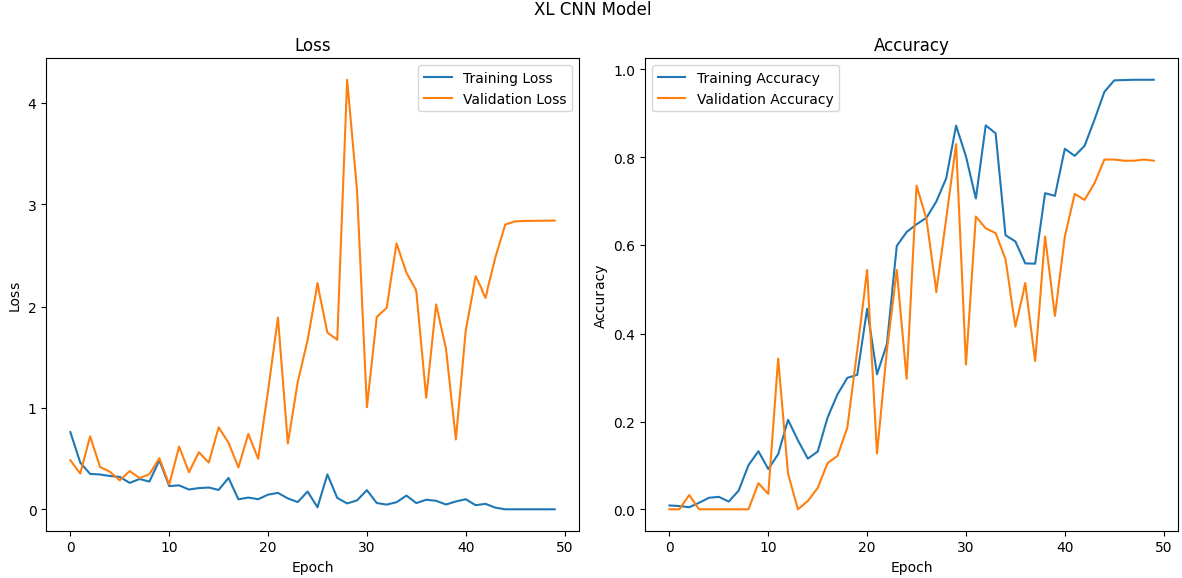 XL CNN Model
Loss
Training Loss
Validation Loss
4
3
2
1
0
Loss
0 10 20 30 40 50
Epoch
Accuracy
Training Accuracy
Validation Accuracy
1.0
0.8
0.6
0.4
0.2
0.0
Accuracy
0 10 20 30 40 50
Epoch